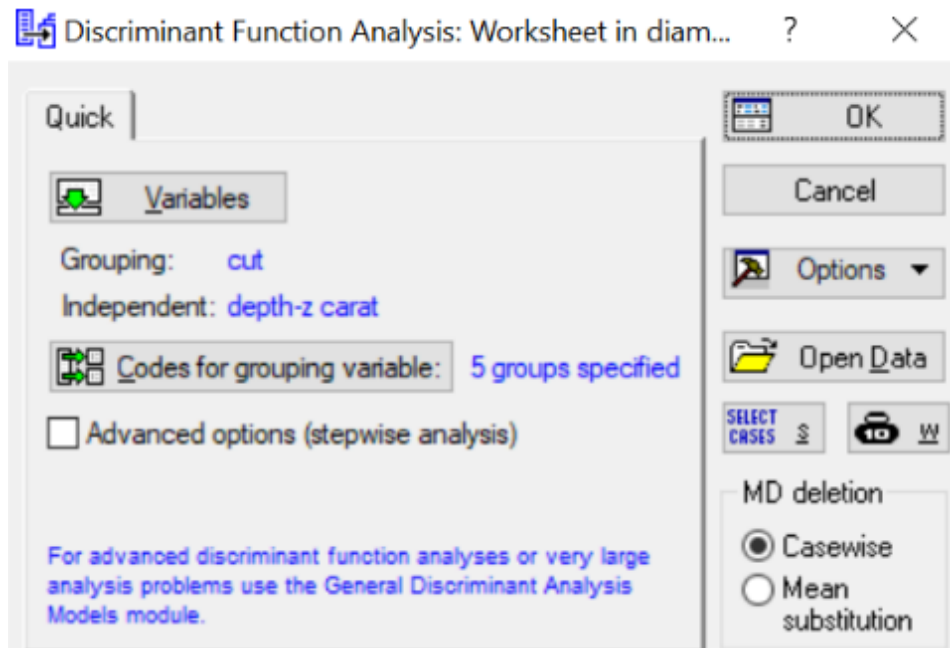 Discriminant Function Analysis: Worksheet in diam... ?
Quick
Variables
Grouping: cut
Independent: depth-z carat
Codes for grouping variable: 5 groups specified
Advanced options (stepwise analysis)
For advanced discriminant function analyses or very large
analysis problems use the General Discriminant Analysis
Models module.
OK
Cancel
Options
Open Data
SELECT
CASES S
W
MD deletion
Casewise
Mean
substitution